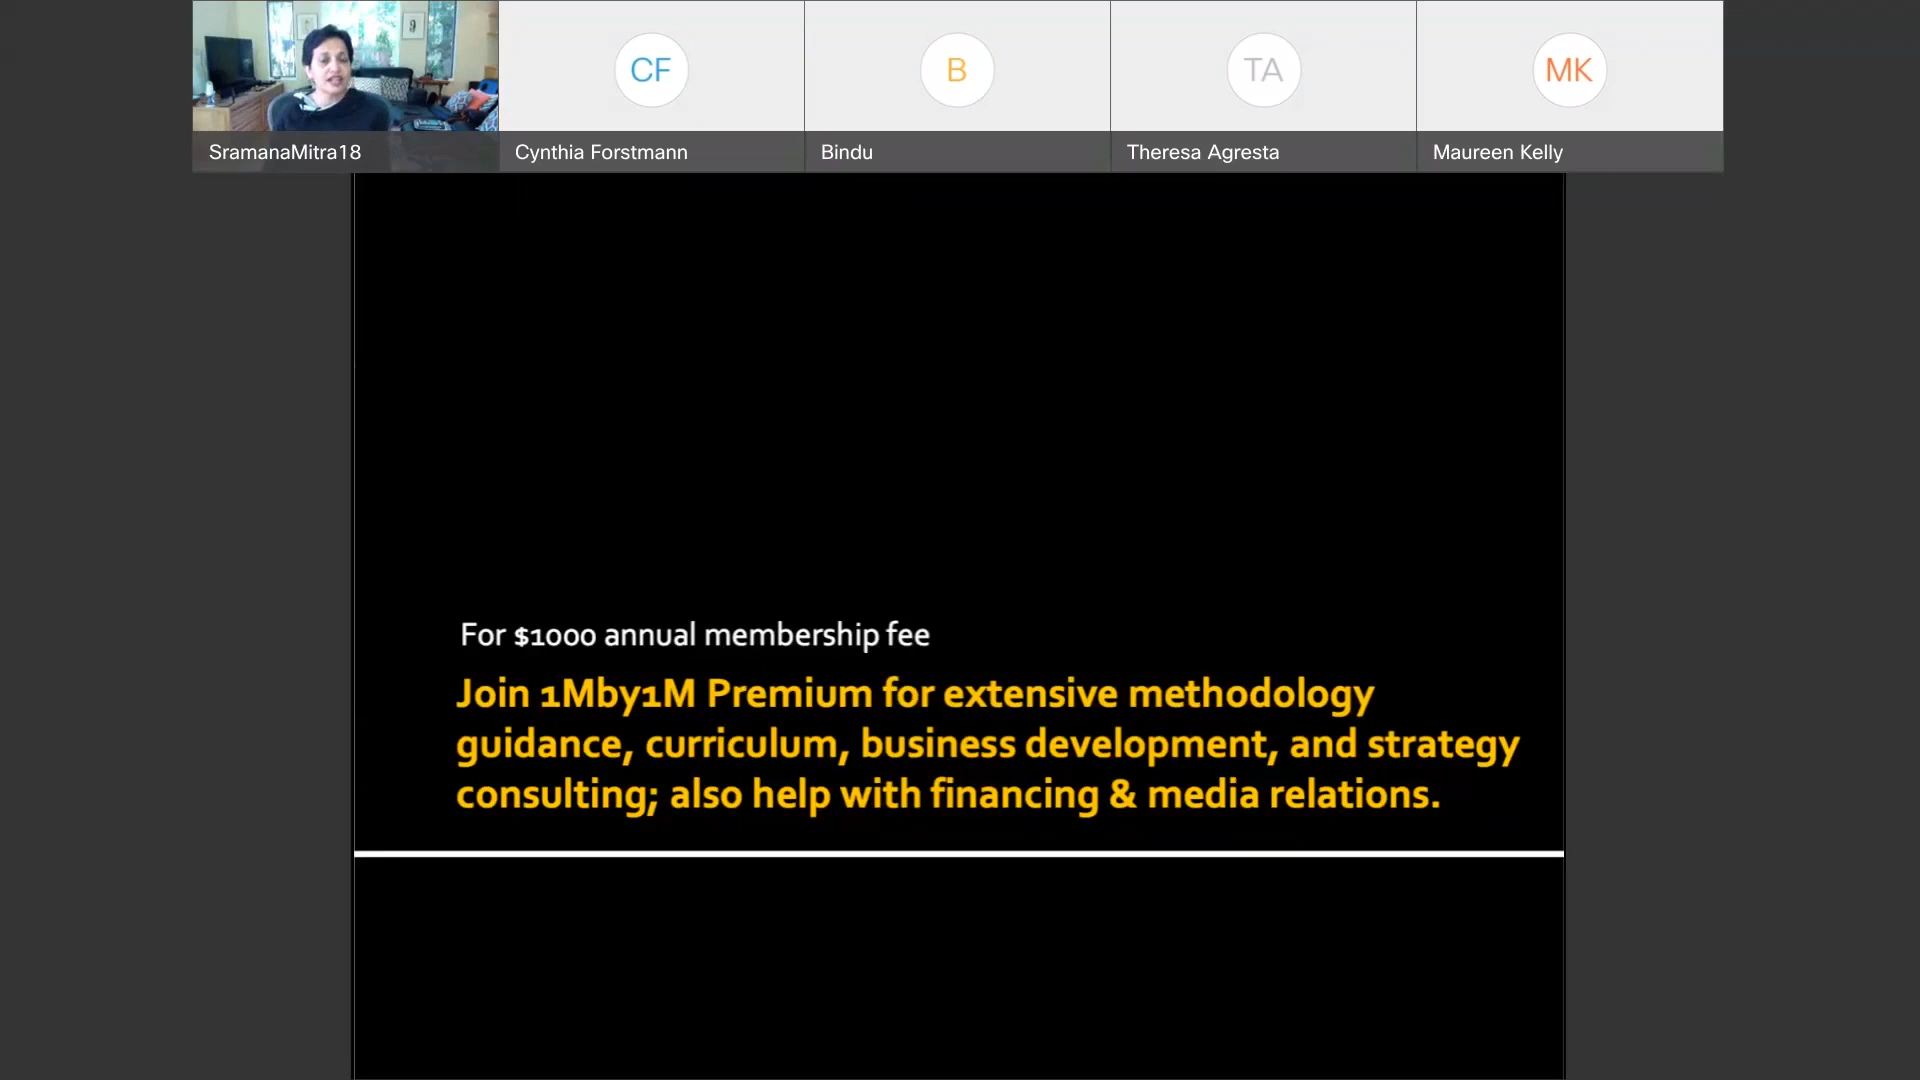 CF
B
TA
MK
SramanaMitra18
Cynthia Forstmann
Bindu
Theresa Agresta
Maureen Kelly
For $1000 annual membership fee
Join 1Mby1M Premium for extensive methodology
guidance, curriculum, business development, and strategy
consulting; also help with financing & media relations.